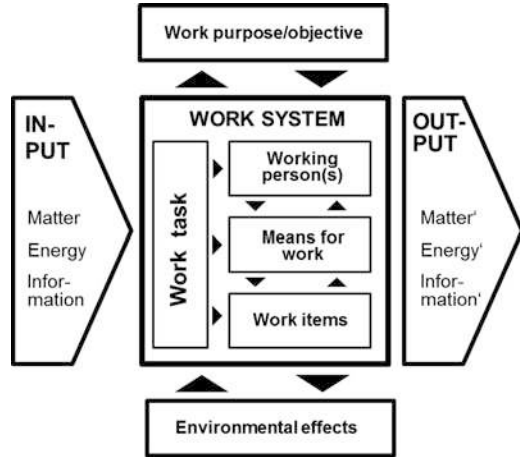 Work purpose/objective
IN-
PUT
Matter
Energy
Infor-
mation
WORK SYSTEM
Work task
Working
person(s)
Means for
work
Work items
OUT-
PUT
Matter‘
Energy‘
Infor-
mation‘
Environmental effects